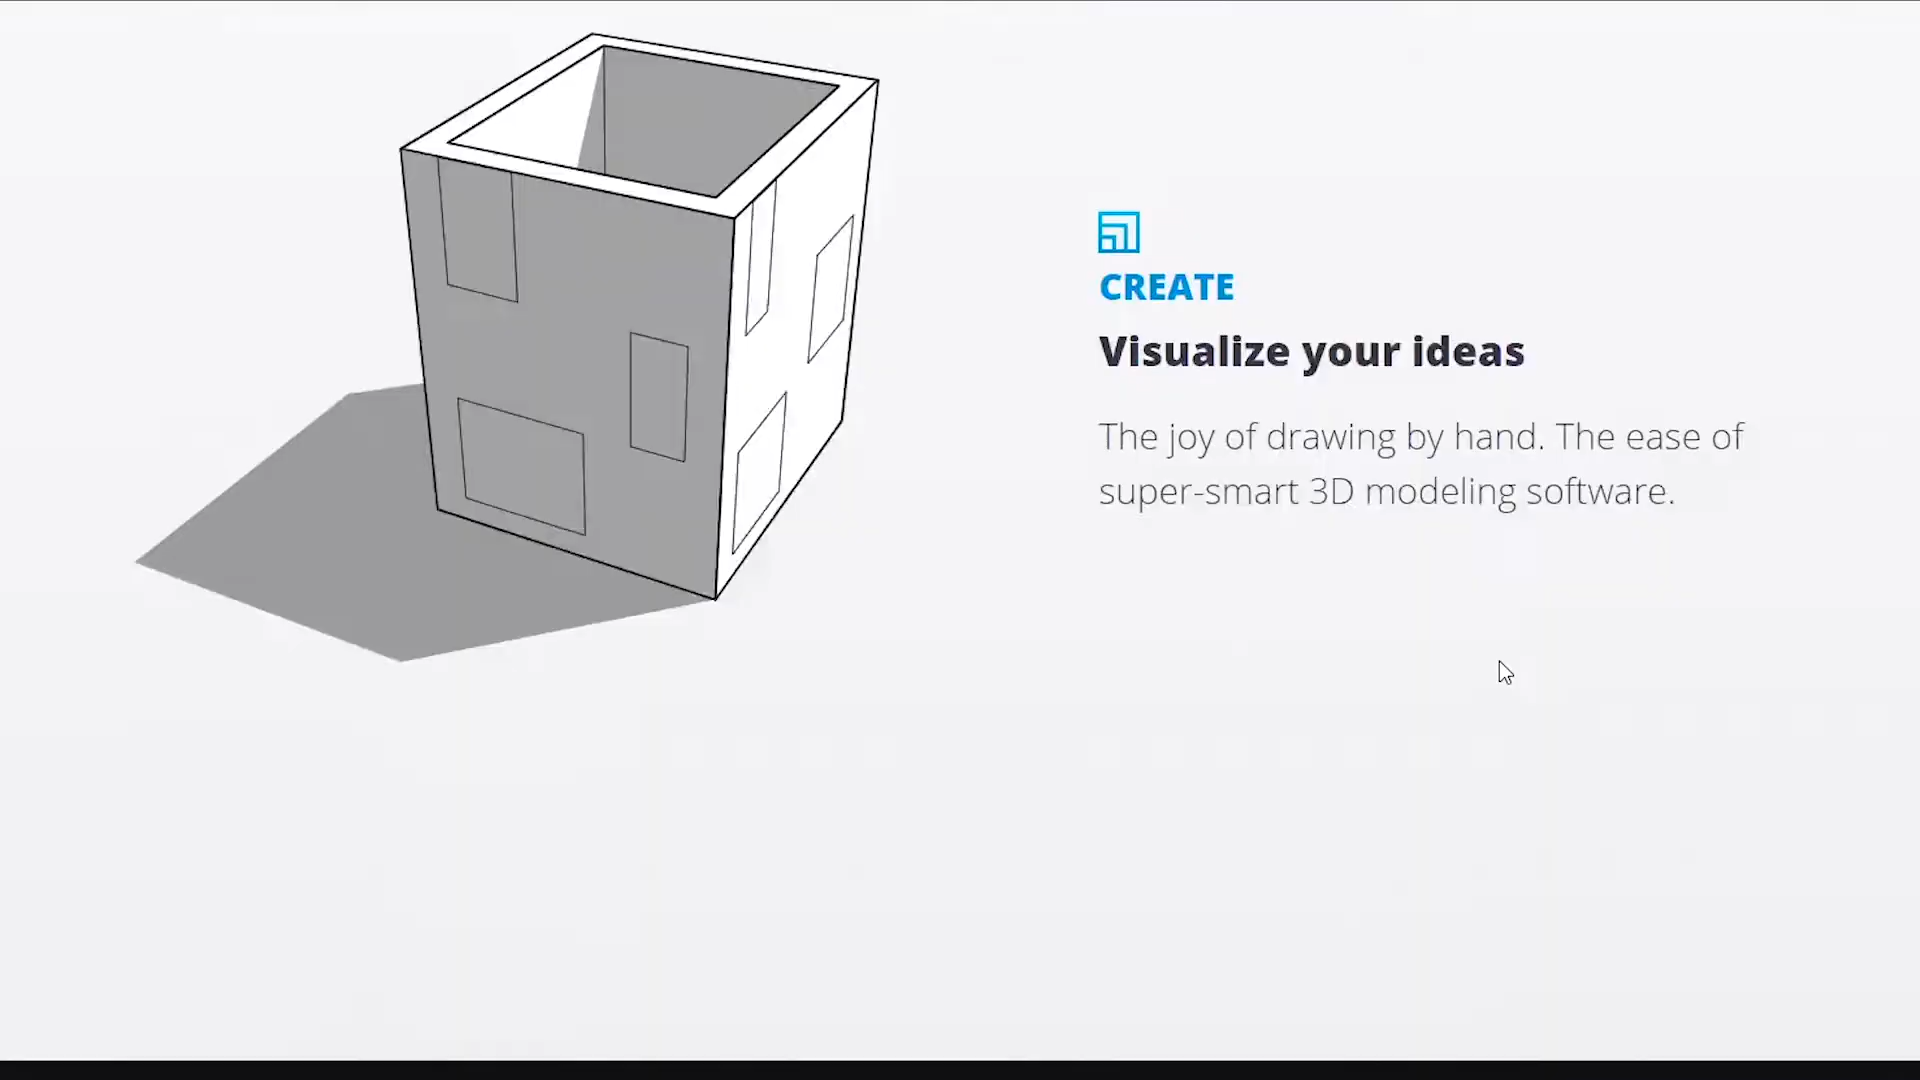 CREATE
Visualize your ideas
The joy of drawing by hand. The ease of
super-smart 3D modeling software.